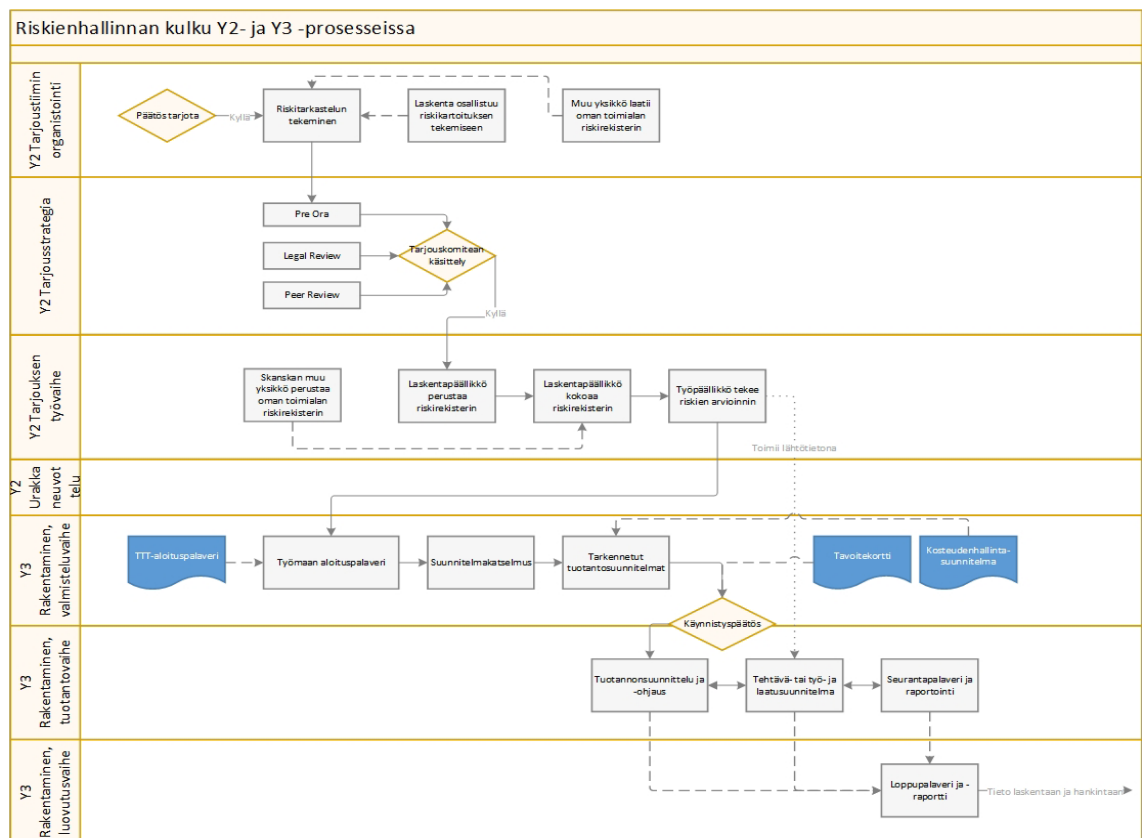 Riskienhallinnan kulku Y2- ja Y3 -prosesseissa
Y2 Tarjoustiimin
organistointi
Päätös tarjota
Kyllä
Riskitarkastelun
tekeminen
Laskenta osallistuu
riskikartoituksen
tekemiseen
Muu yksikkö laatii
oman toimialan
riskirekisterin
Y2 Tarjousstrategia
Pre Ora
Legal Review
Peer Review
Tarjouskomitean
käsittely
Kyllä
Y2 Tarjouksen
työvaihe
Skanskan muu
yksikkö perustaa
oman toimialan
riskirekisterin
Laskentapäällikkö
perustaa
riskirekisterin
Laskentapäällikkö
kokoaa
riskirekisterin
Työpäällikkö tekee
riskien arvioinnin
Toimii lähtötietona
Y2
Urakka
neuvot
telu
Y3
Rakentaminen,
valmisteluvaihe
TTT-aloituspalaveri
Työmaan aloituspalaveri
Suunnitelmakatselmus
Tarkennetut
tuotantosuunnitelmat
Tavoitekortti
Kosteudenhallinta-
suunnitelma
Käynnistyspäätös
Y3
Rakentaminen,
tuotantovaihe
Tuotannonsuunnittelu ja
-ohjaus
Tehtävä- tai työ- ja
laatusuunnitelma
Seurantapalaveri ja
raportointi
Y3
Rakentaminen,
luovutusvaihe
Loppupalaveri ja -
raportti
Tieto laskentaan ja hankintaan